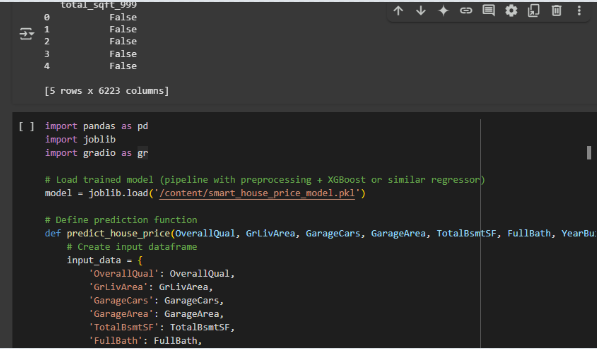 total_sqft_999
0 False
1 False
2 False
3 False
4 False
[5 rows x 6223 columns]
[ ] import pandas as pd
import joblib
import gradio as gr
# Load trained model (pipeline with preprocessing + XGBoost or similar regressor)
model = joblib.load('/content/smart_house_price_model.pkl')
# Define prediction function
def predict_house_price(OverallQual, GrLivArea, GarageCars, GarageArea, TotalBsmtSF, FullBath, YearBui
# Create input dataframe
input_data = {
'OverallQual': OverallQual,
'GrLivArea': GrLivArea,
'GarageCars': GarageCars,
'GarageArea': GarageArea,
'TotalBsmtSF': TotalBsmtSF,
'FullBath': FullBath,